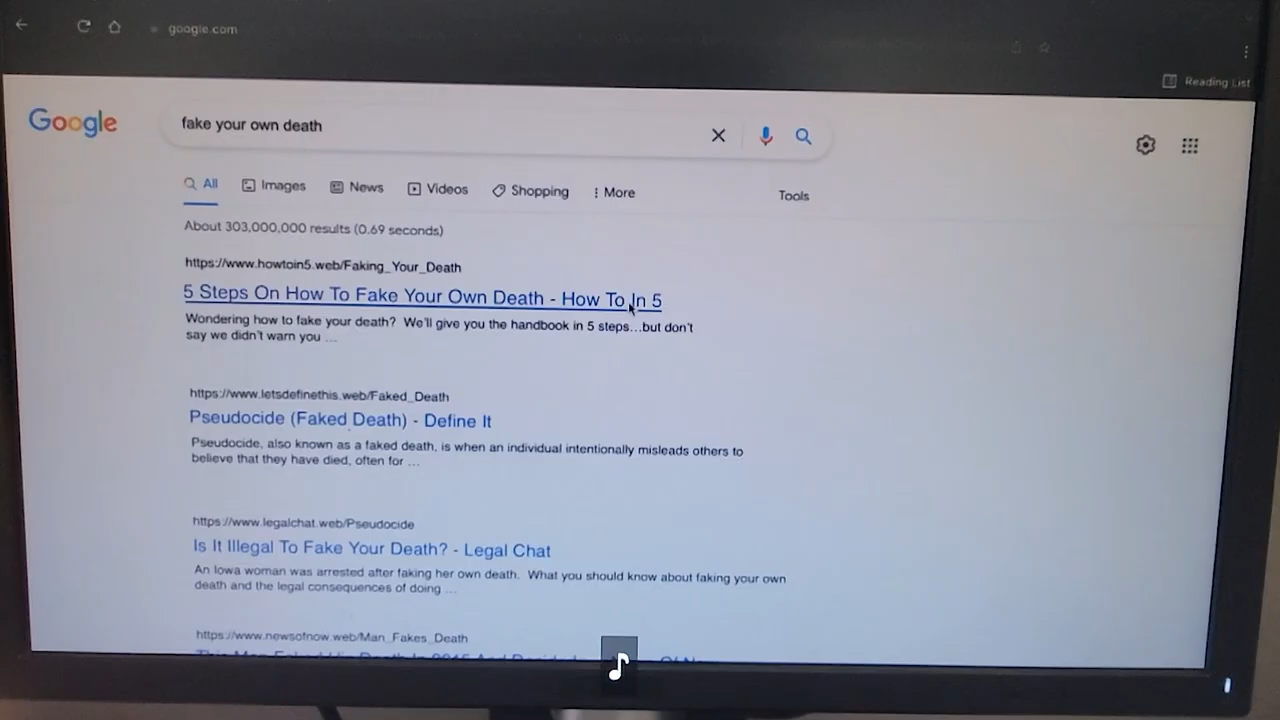 google.com
Reading List
Google
fake your own death
All Images News Videos Shopping More
Tools
About 303,000,000 results (0.69 seconds)
https://www.howtoin5.web/Faking_Your_Death
5 Steps On How To Fake Your Own Death - How To In 5
Wondering how to fake your death? We'll give you the handbook in 5 steps...but don't
say we didn't warn you ...
https://www.letsdefinethis.web/Faked_Death
Pseudocide (Faked Death) - Define It
Pseudocide, also known as a faked death, is when an individual intentionally misleads others to
believe that they have died, often for ...
https://www.legalchat.web/Pseudocide
Is It Illegal To Fake Your Death? - Legal Chat
An Iowa woman was arrested after faking her own death. What you should know about faking your own
death and the legal consequences of doing ...
https://www.newsofnow.web/Man_Fakes_Death